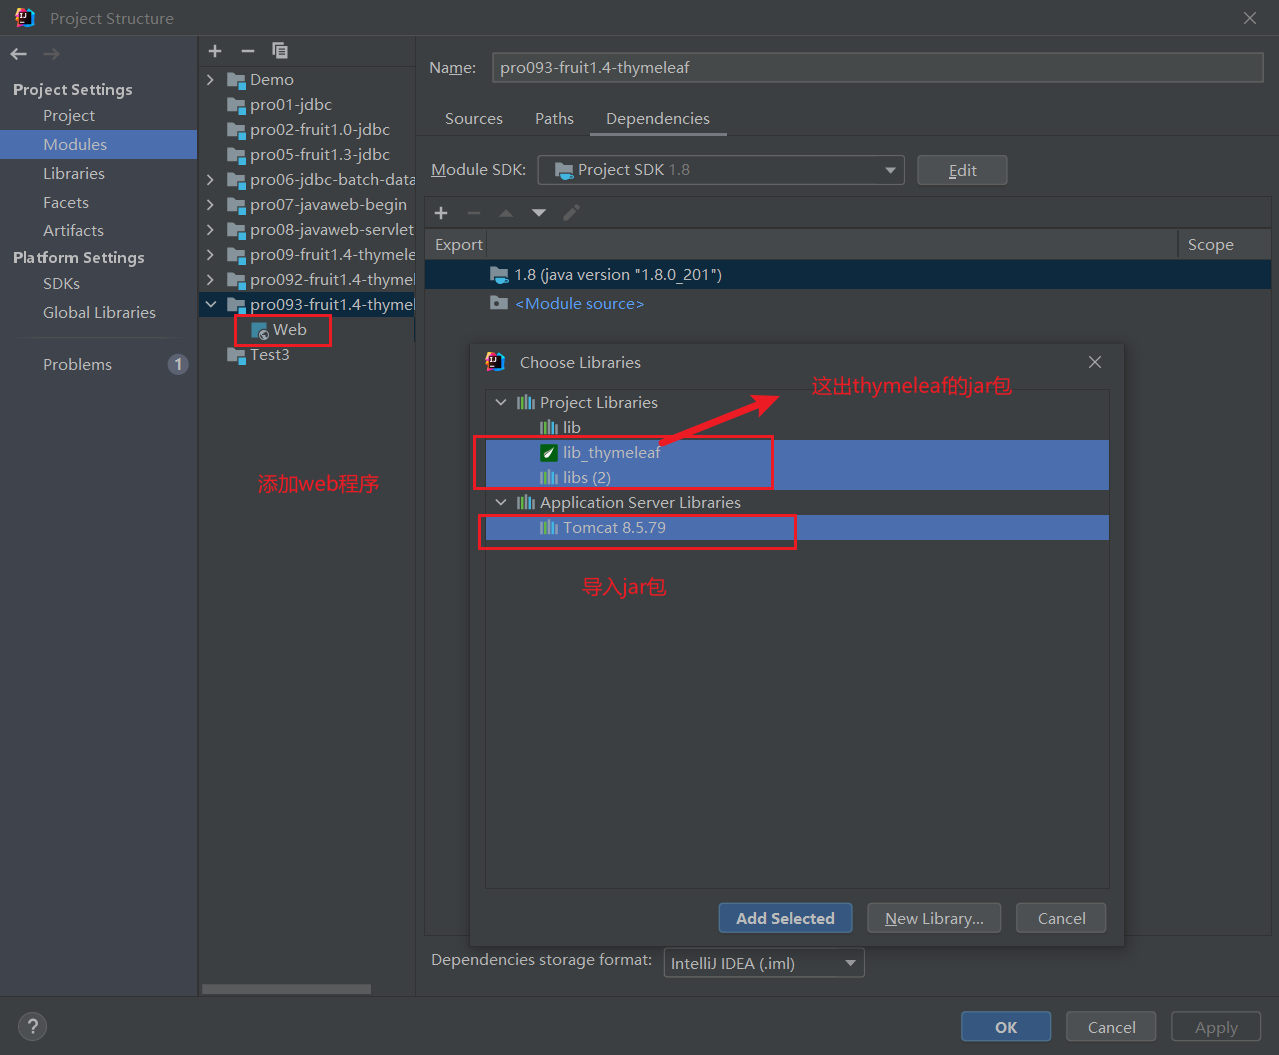 Project Structure
Project Settings
Project
Modules
Libraries
Facets
Artifacts
Platform Settings
SDKs
Global Libraries
Problems
1
Demo
pro01-jdbc
pro02-fruit1.0-jdbc
pro05-fruit1.3-jdbc
pro06-jdbc-batch-data
pro07-javaweb-begin
pro08-javaweb-servlet
pro09-fruit1.4-thymele
pro092-fruit1.4-thymel
pro093-fruit1.4-thymel
Web
Test3
添加web程序
Name: pro093-fruit1.4-thymeleaf
Sources Paths Dependencies
Module SDK: Project SDK 1.8 Edit
Export Scope
1.8 (java version "1.8.0_201")
<Module source>
Choose Libraries
这出thymeleaf的jar包
Project Libraries
lib
lib_thymeleaf
libs (2)
Application Server Libraries
Tomcat 8.5.79
导入jar包
Add Selected New Library... Cancel
Dependencies storage format: IntelliJ IDEA (.iml)
? OK Cancel Apply